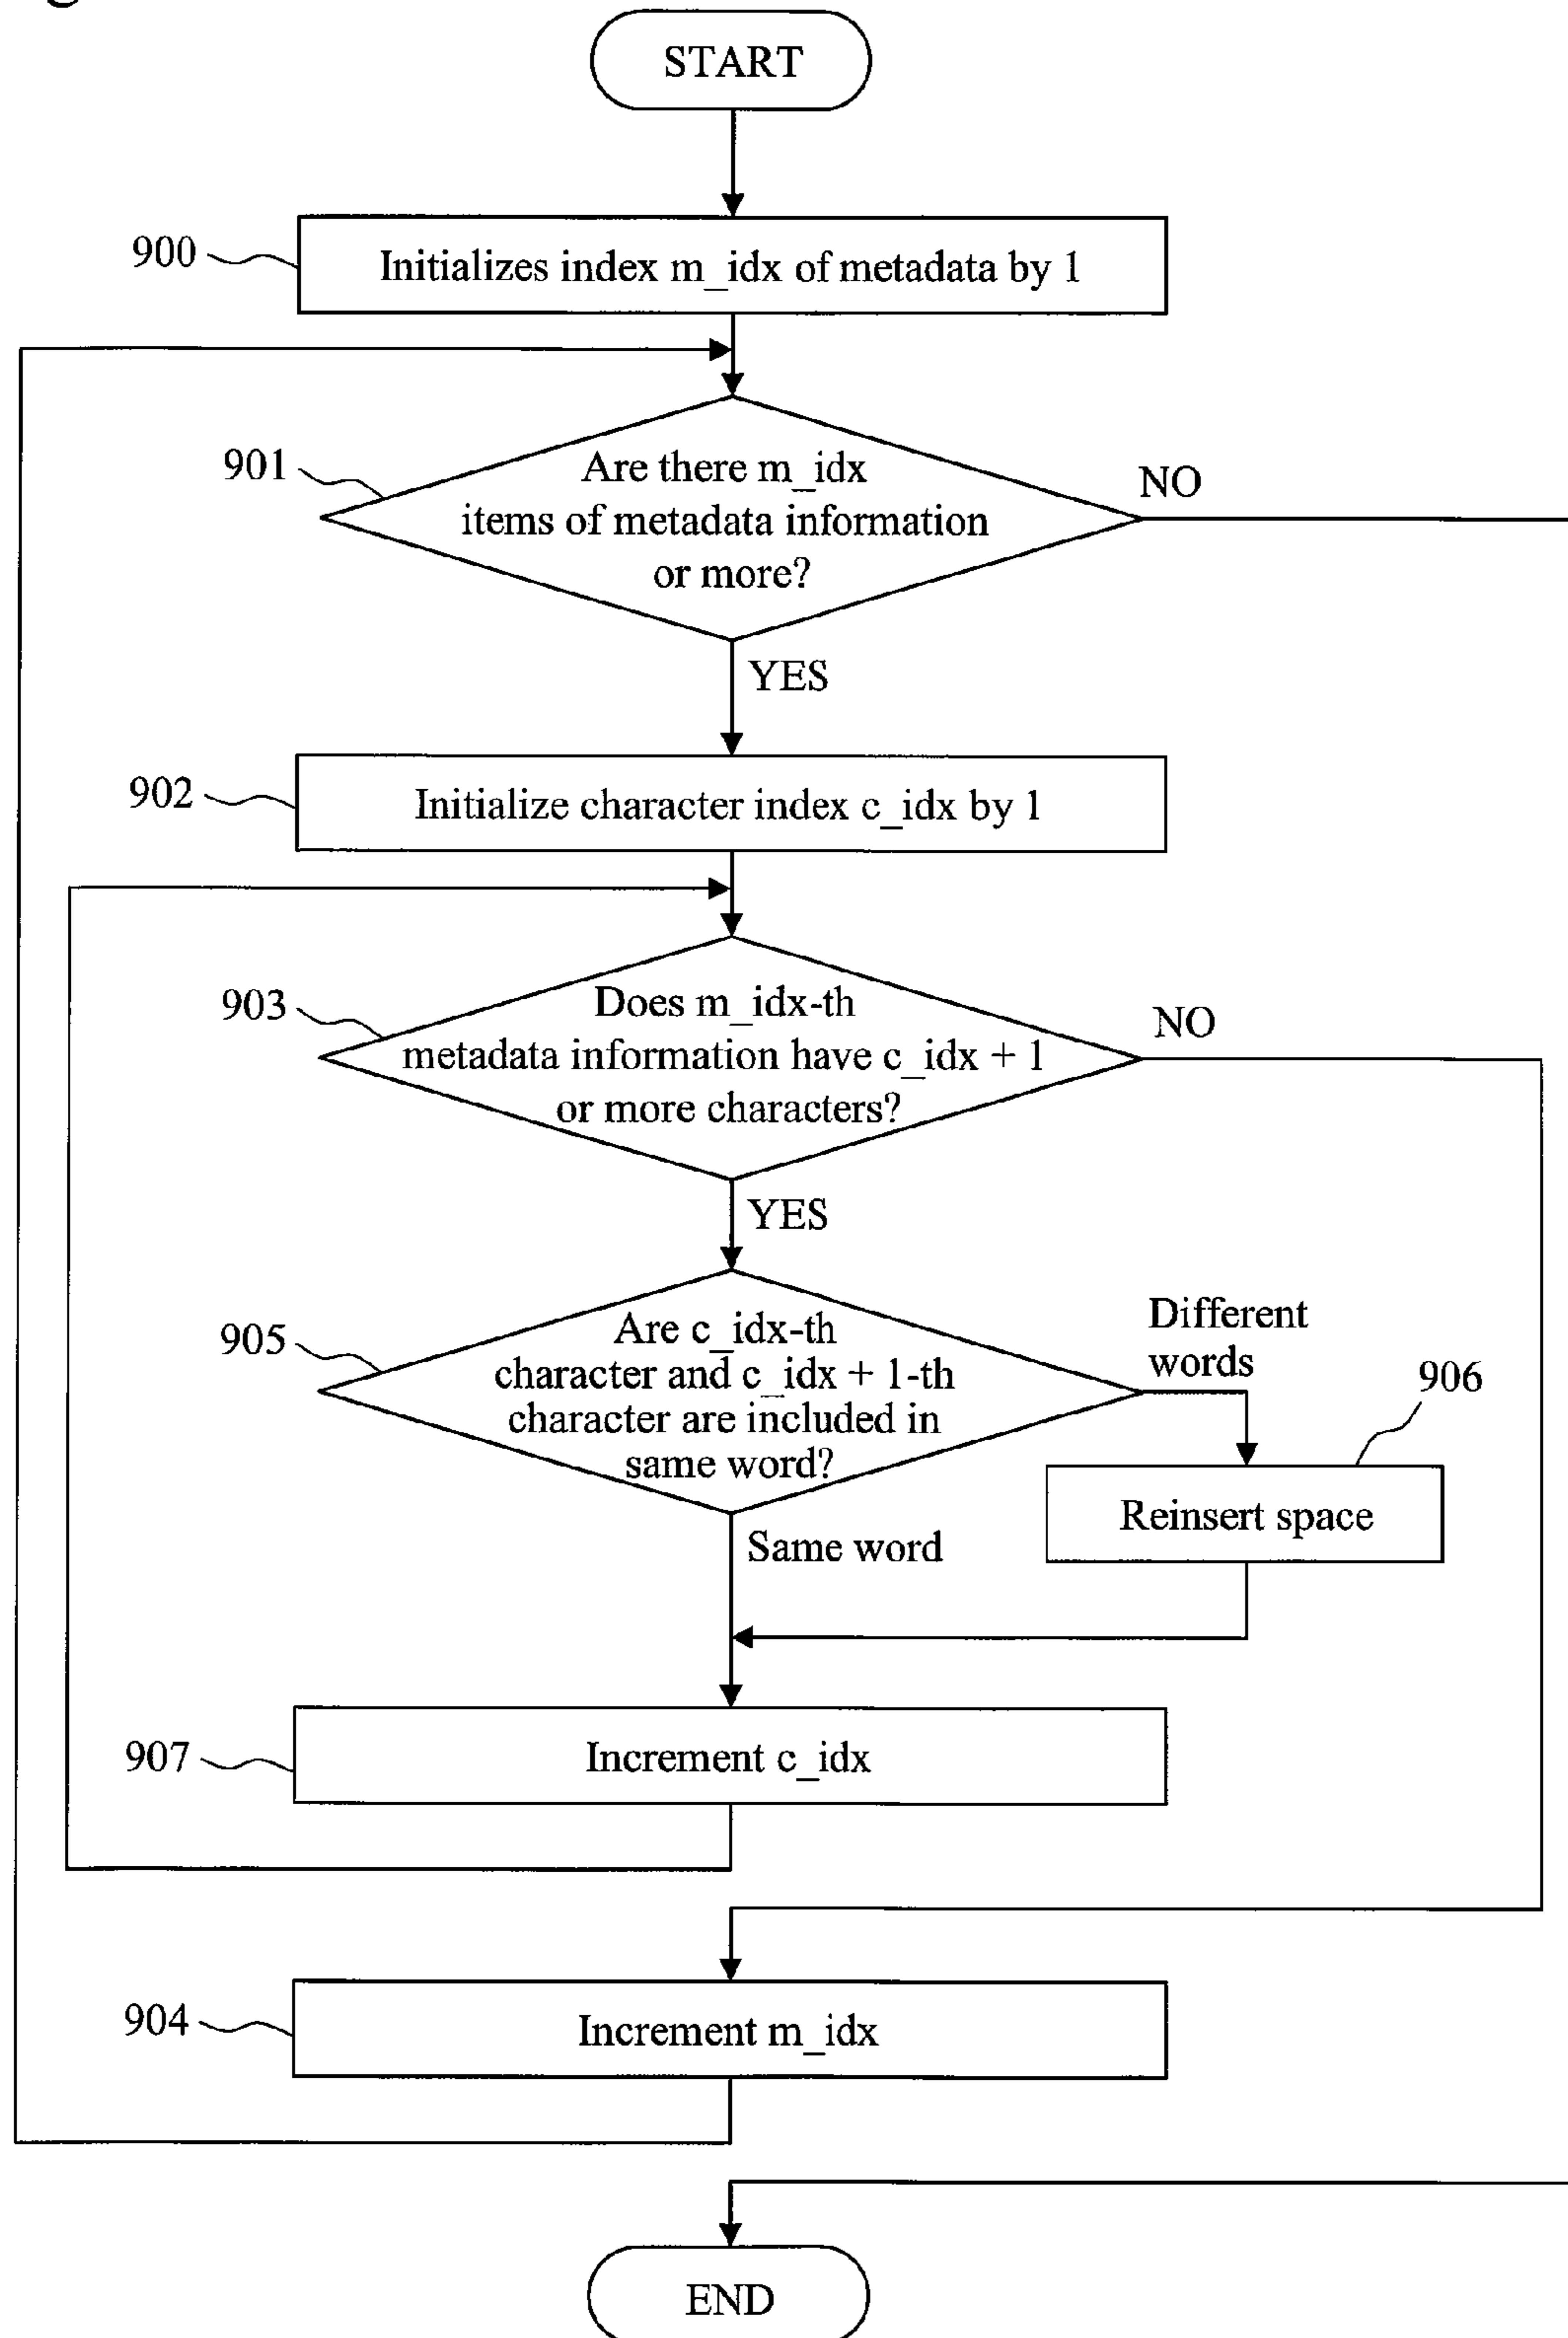 START
900
Initializes index m_idx of metadata by 1
901
Are there m_idx
items of metadata information
or more?
NO
YES
902
Initialize character index c_idx by 1
903
Does m_idx-th
metadata information have c_idx + 1
or more characters?
NO
YES
905
Are c_idx-th
character and c_idx + 1-th
character are included in
same word?
Different
words
906
Reinsert space
Same word
907
Increment c_idx
904
Increment m_idx
END